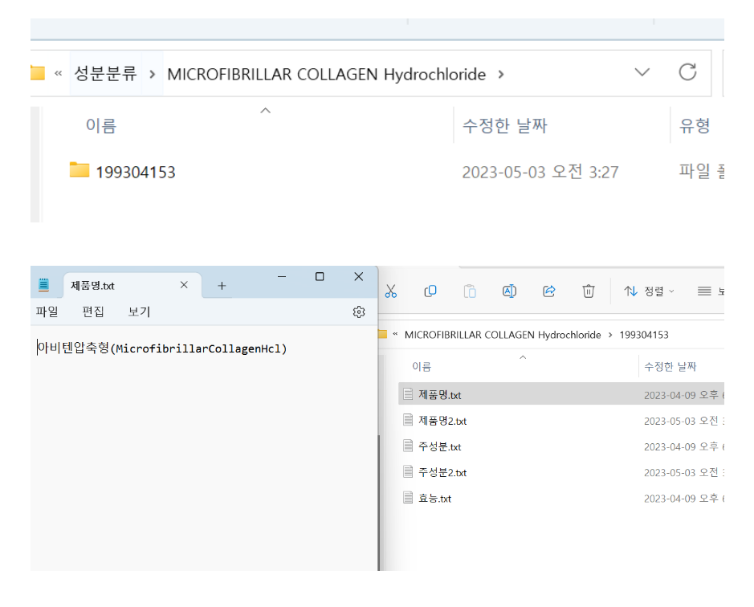 « 성분분류 > MICROFIBRILLAR COLLAGEN Hydrochloride >
이름 수정한 날짜 유형
199304153 2023-05-03 오전 3:27 파일
제품명.txt × +
파일 편집 보기
아비텐압축형(MicrofibrillarCollagenHcl)
정렬
« MICROFIBRILLAR COLLAGEN Hydrochloride > 199304153
이름 수정한 날짜
제품명.txt 2023-04-09 오후
제품명2.txt 2023-05-03 오전
주성분.txt 2023-04-09 오후
주성분2.txt 2023-05-03 오전
효능.txt 2023-04-09 오후